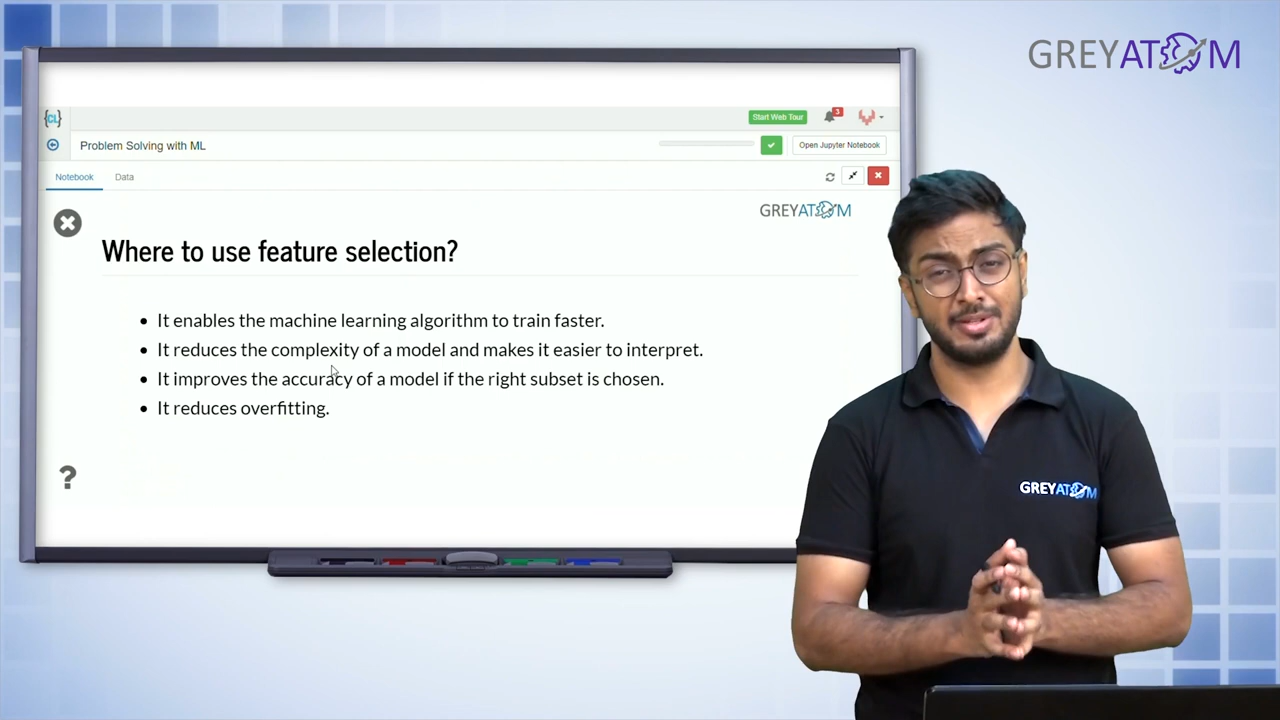 GREYATOM
{CL}
Start Web Tour
3
Problem Solving with ML
Open Jupyter Notebook
Notebook
Data
GREYATOM
Where to use feature selection?
• It enables the machine learning algorithm to train faster.
• It reduces the complexity of a model and makes it easier to interpret.
• It improves the accuracy of a model if the right subset is chosen.
• It reduces overfitting.
?
GREYATOM